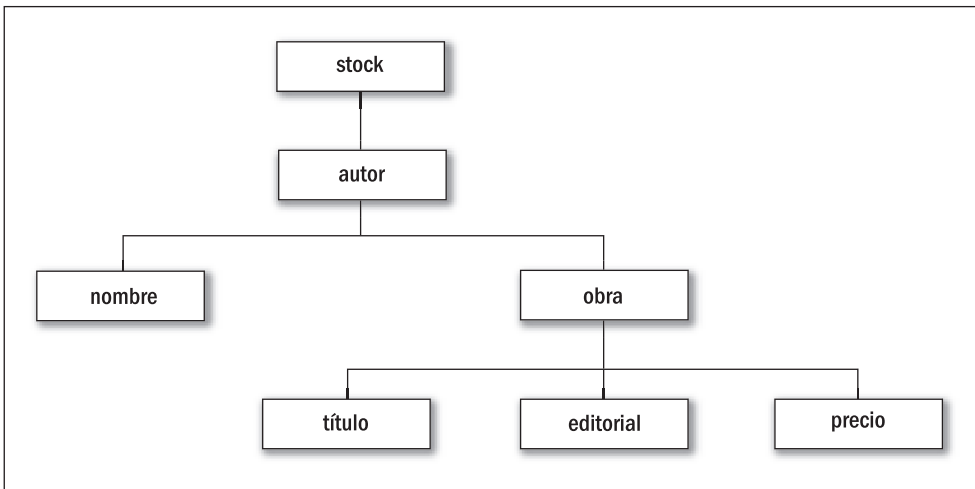 stock
autor
nombre
obra
título
editorial
precio